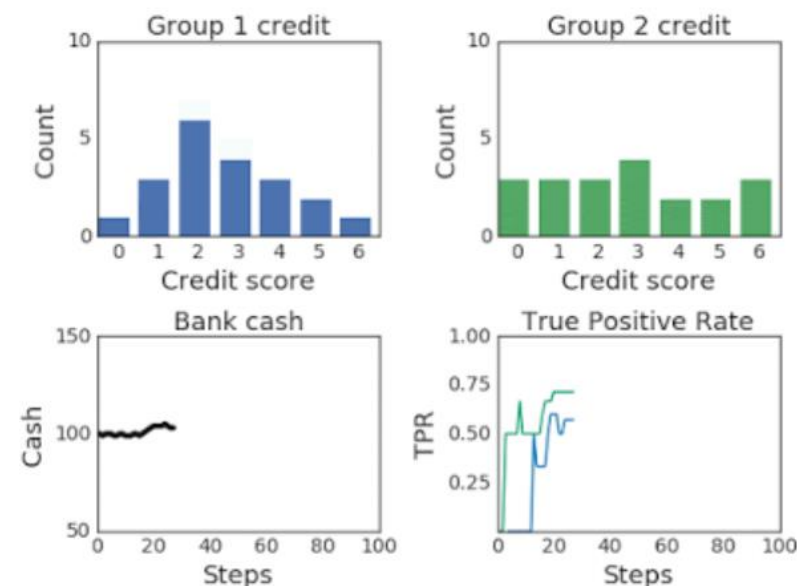 Group 1 credit
10
5
0
Count
0 1 2 3 4 5 6
Credit score
Group 2 credit
10
5
0
Count
0 1 2 3 4 5 6
Credit score
Bank cash
150
100
50
Cash
0 20 40 60 80 100
Steps
True Positive Rate
1.00
0.75
0.50
0.25
TPR
0 20 40 60 80 100
Steps